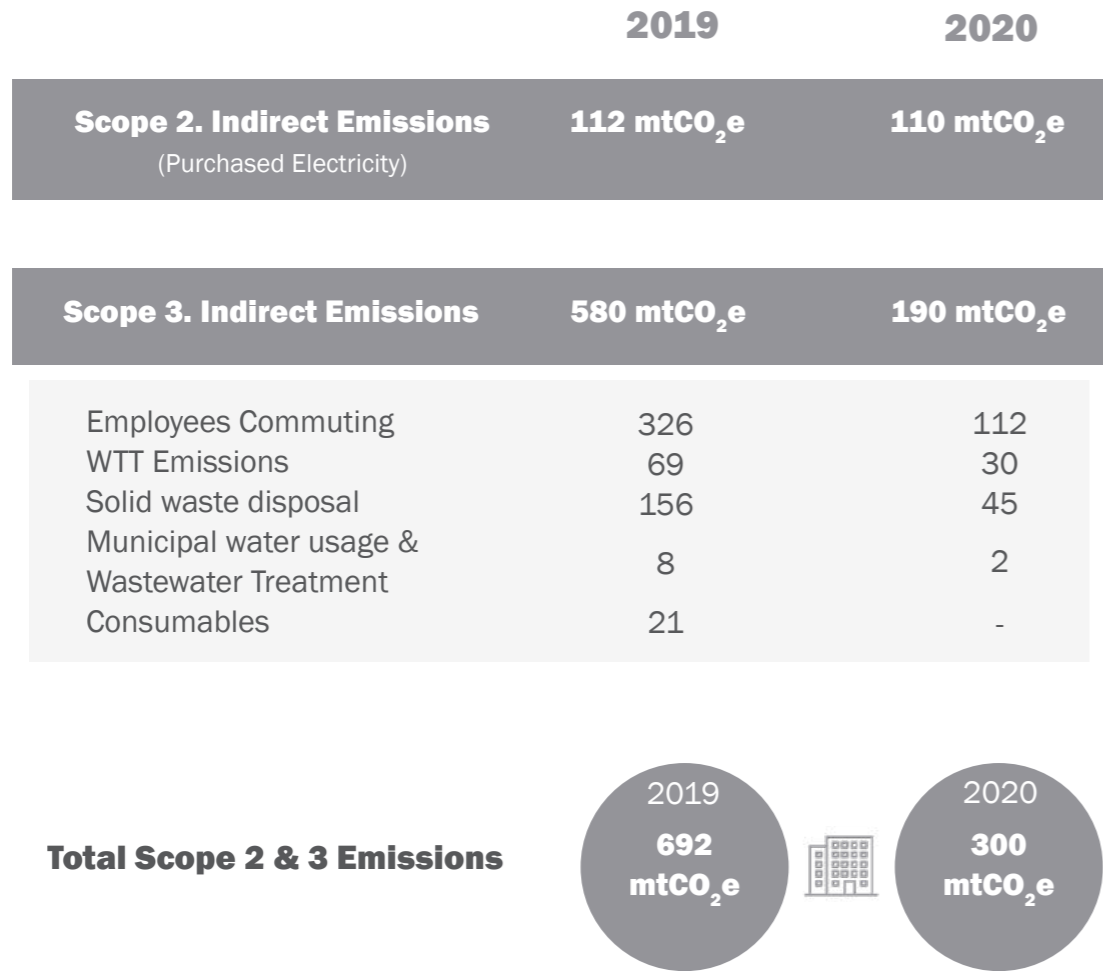 2019 2020
Scope 2. Indirect Emissions 112 mtCO₂e 110 mtCO₂e
(Purchased Electricity)
Scope 3. Indirect Emissions 580 mtCO₂e 190 mtCO₂e
Employees Commuting 326 112
WTT Emissions 69 30
Solid waste disposal 156 45
Municipal water usage &
Wastewater Treatment 8 2
Consumables 21 -
2019 2020
Total Scope 2 & 3 Emissions 692 300
mtCO₂e mtCO₂e